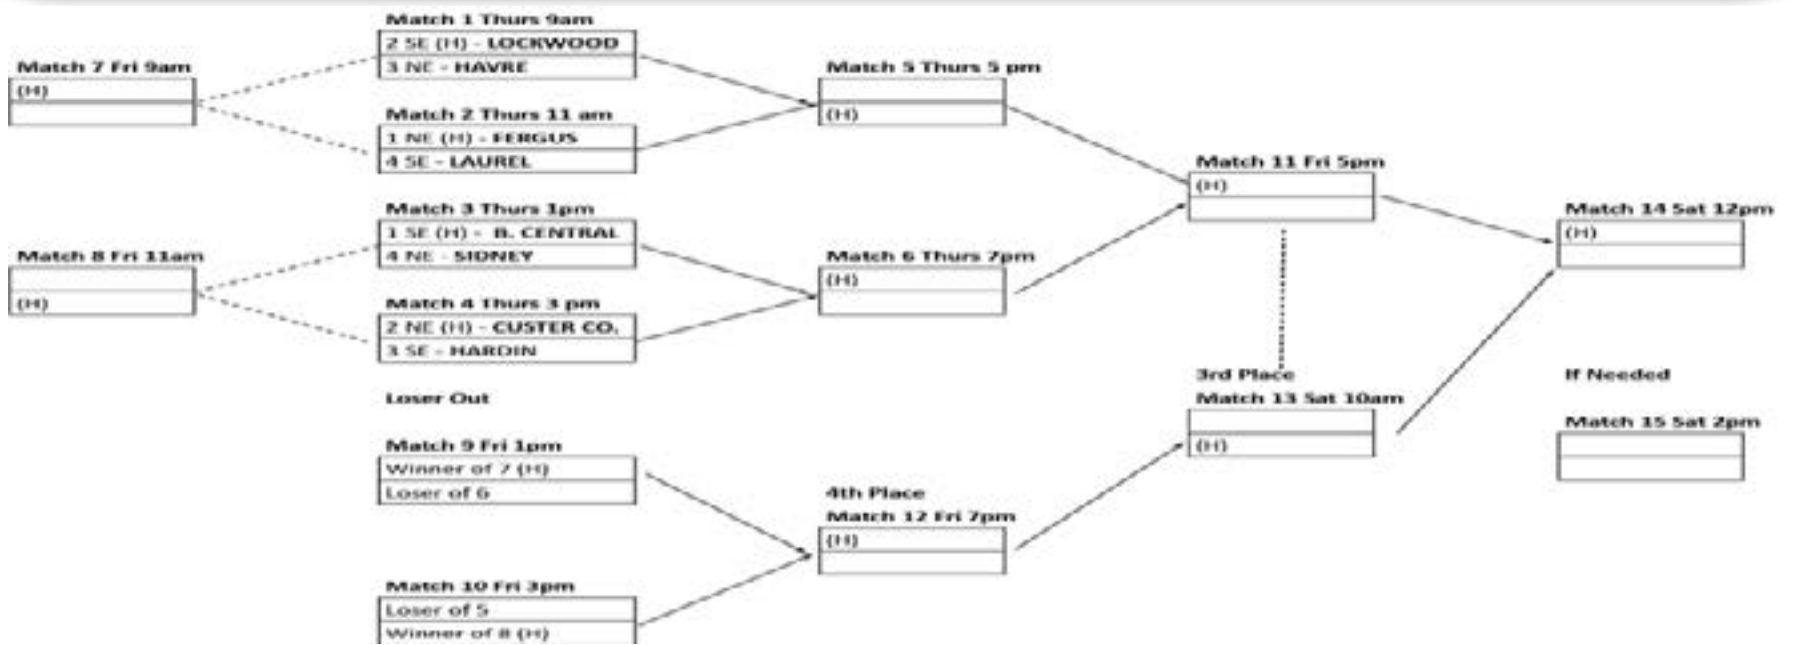 Match 1 Thurs 9am
2 SE (H) - LOCKWOOD
3 NE - HAVRE
Match 7 Fri 9am
(H)
Match 2 Thurs 11 am
1 NE (H) - FERGUS
4 SE - LAUREL
Match 5 Thurs 5 pm
(H)
Match 3 Thurs 1pm
1 SE (H) - B. CENTRAL
4 NE - SIDNEY
Match 8 Fri 11am
(H)
Match 4 Thurs 3 pm
2 NE (H) - CUSTER CO.
3 SE - HARDIN
Match 6 Thurs 7pm
(H)
Match 11 Fri 5pm
(H)
Match 14 Sat 12pm
(H)
Loser Out
Match 9 Fri 1pm
Winner of 7 (H)
Loser of 6
Match 10 Fri 3pm
Loser of 5
Winner of 8 (H)
4th Place
Match 12 Fri 7pm
(H)
3rd Place
Match 13 Sat 10am
(H)
If Needed
Match 15 Sat 2pm